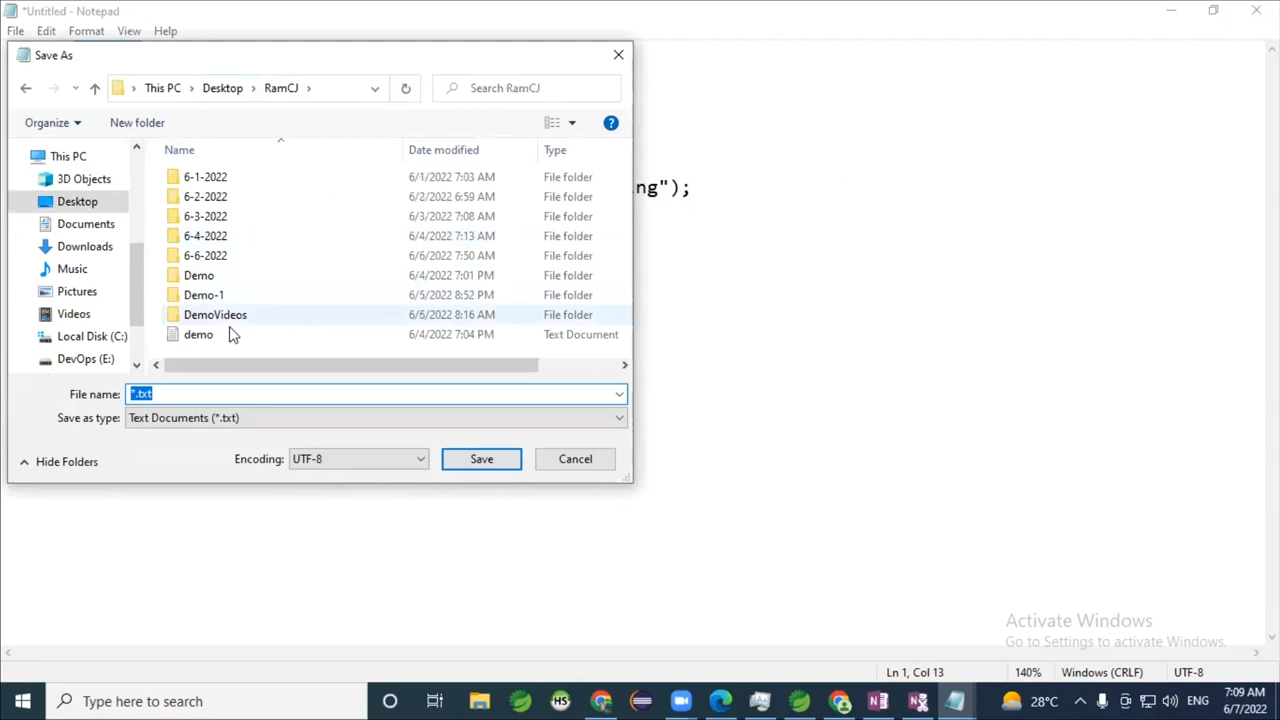 *Untitled - Notepad
File Edit Format View Help
Save As
This PC > Desktop > RamCJ >
Search RamCJ
Organize
New folder
Name Date modified Type
This PC
3D Objects
Desktop
Documents
Downloads
Music
Pictures
Videos
Local Disk (C:)
DevOps (E:)
6-1-2022 6/1/2022 7:03 AM File folder
6-2-2022 6/2/2022 6:59 AM File folder
6-3-2022 6/3/2022 7:08 AM File folder
6-4-2022 6/4/2022 7:13 AM File folder
6-6-2022 6/6/2022 7:50 AM File folder
Demo 6/4/2022 7:01 PM File folder
Demo-1 6/5/2022 8:52 PM File folder
DemoVideos 6/6/2022 8:16 AM File folder
demo 6/4/2022 7:04 PM Text Document
ng");
File name: *.txt
Save as type: Text Documents (*.txt)
Hide Folders
Encoding: UTF-8
Save
Cancel
Activate Windows
Go to Settings to activate Windows.
Ln 1, Col 13 140% Windows (CRLF) UTF-8
Type here to search
HS
28°C
ENG
7:09 AM
6/7/2022